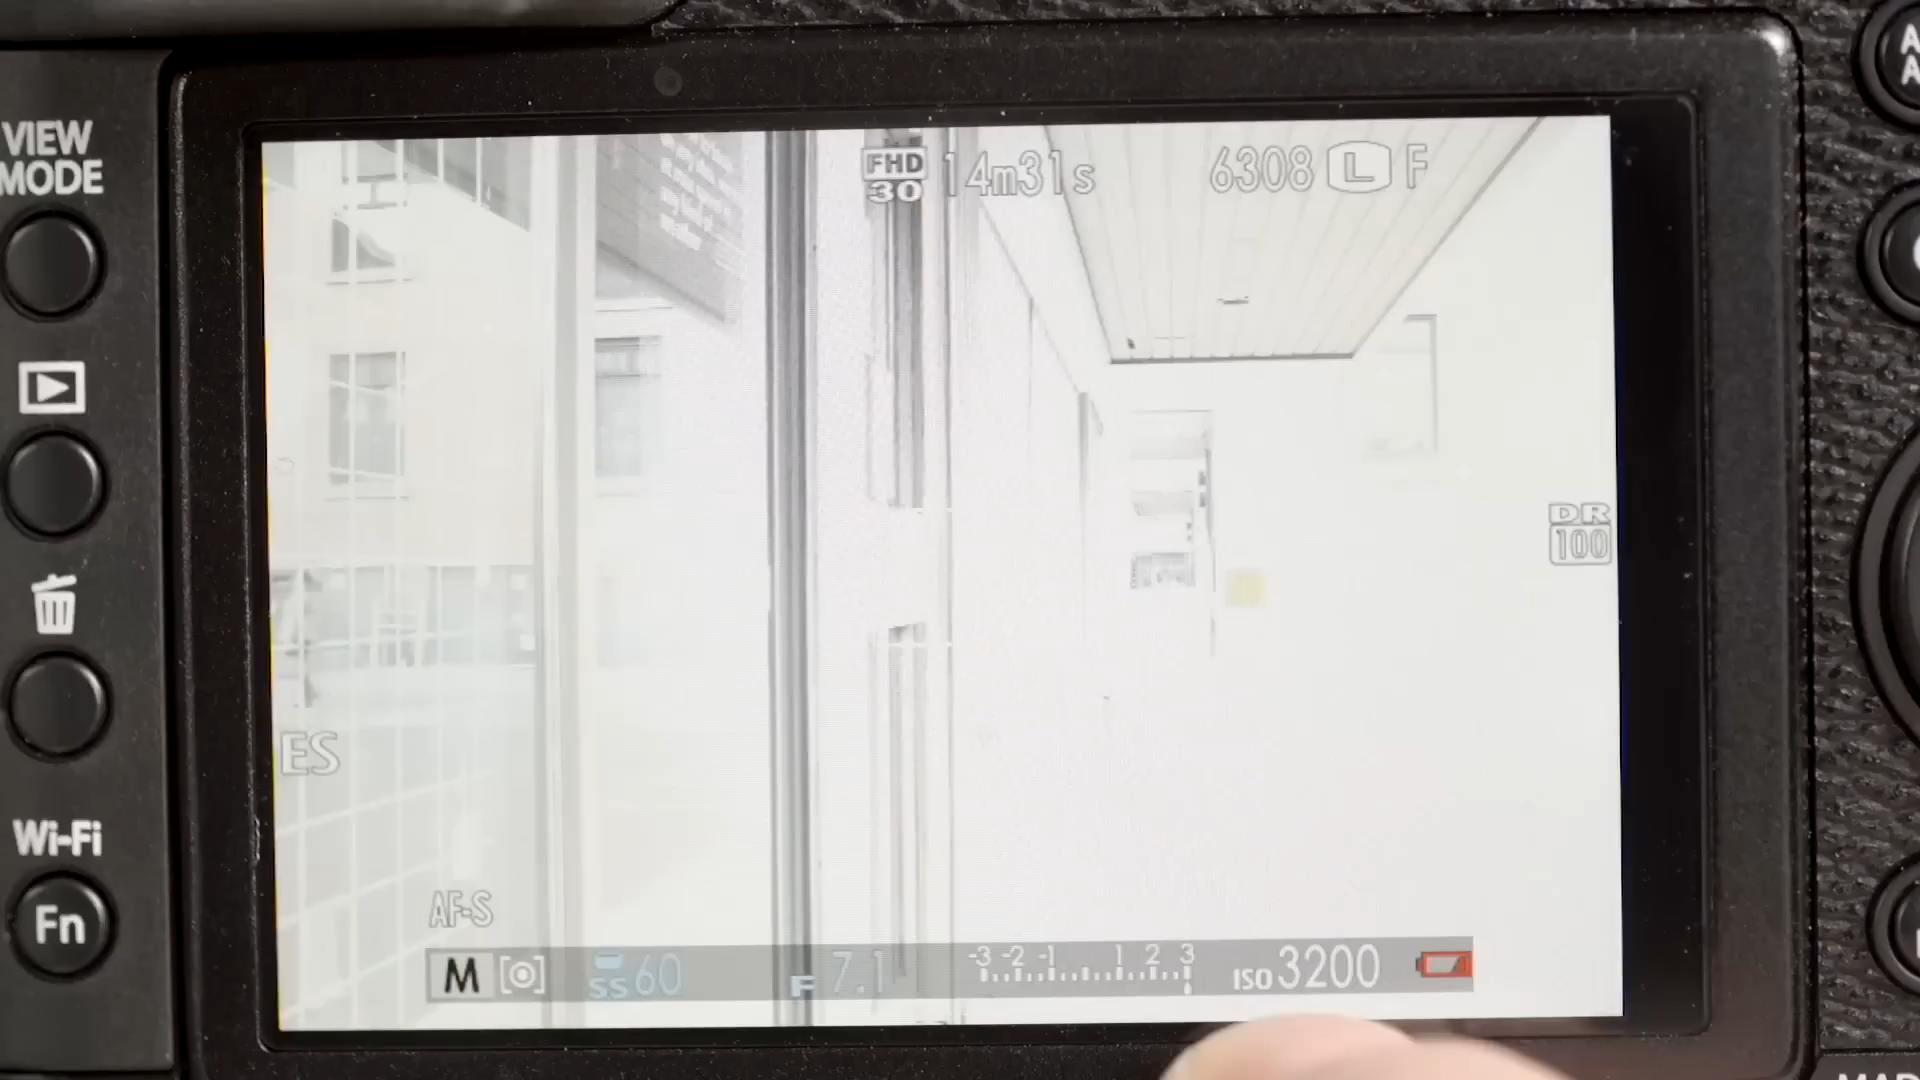 VIEW
MODE
Wi-Fi
Fn
FHD
30
14m31s
6308 L F
DR
100
ES
AF-S
M SS 60 F 7.1 -3 -2 -1 1 2 3 ISO 3200